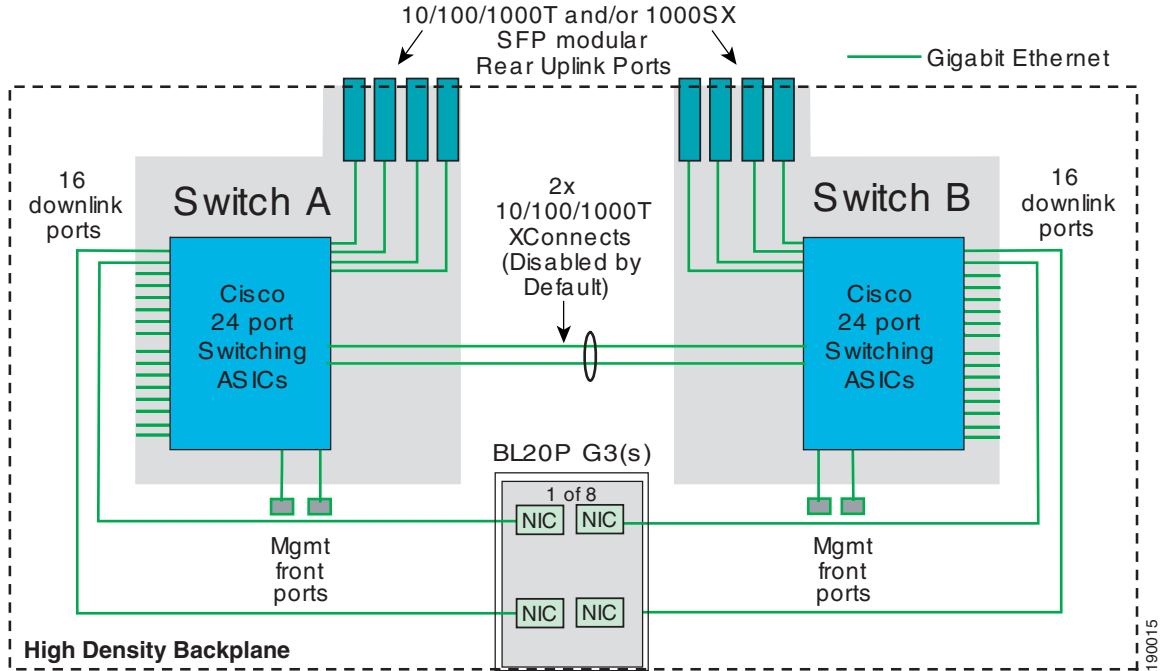 10/100/1000T and/or 1000SX
SFP modular
Rear Uplink Ports
Gigabit Ethernet
16
downlink
ports
Switch A
2x
10/100/1000T
XConnects
(Disabled by
Default)
Switch B
16
downlink
ports
Cisco
24 port
Switching
ASICs
Cisco
24 port
Switching
ASICs
BL20P G3(s)
1 of 8
NIC
NIC
Mgmt
front
ports
Mgmt
front
ports
NIC
NIC
High Density Backplane
190015